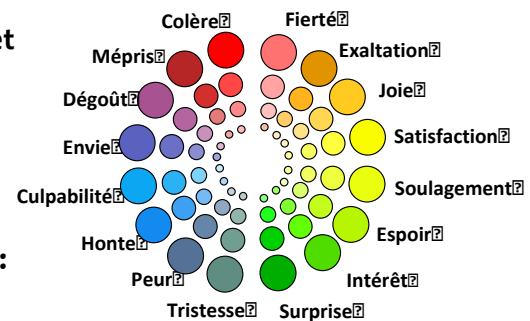 et
Colère
Fierté
Mépris
Exaltation
Dégoût
Joie
Envie
Satisfaction
Culpabilité
Soulagement
Honte
Espoir
:
Peur
Intérêt
Tristesse
Surprise